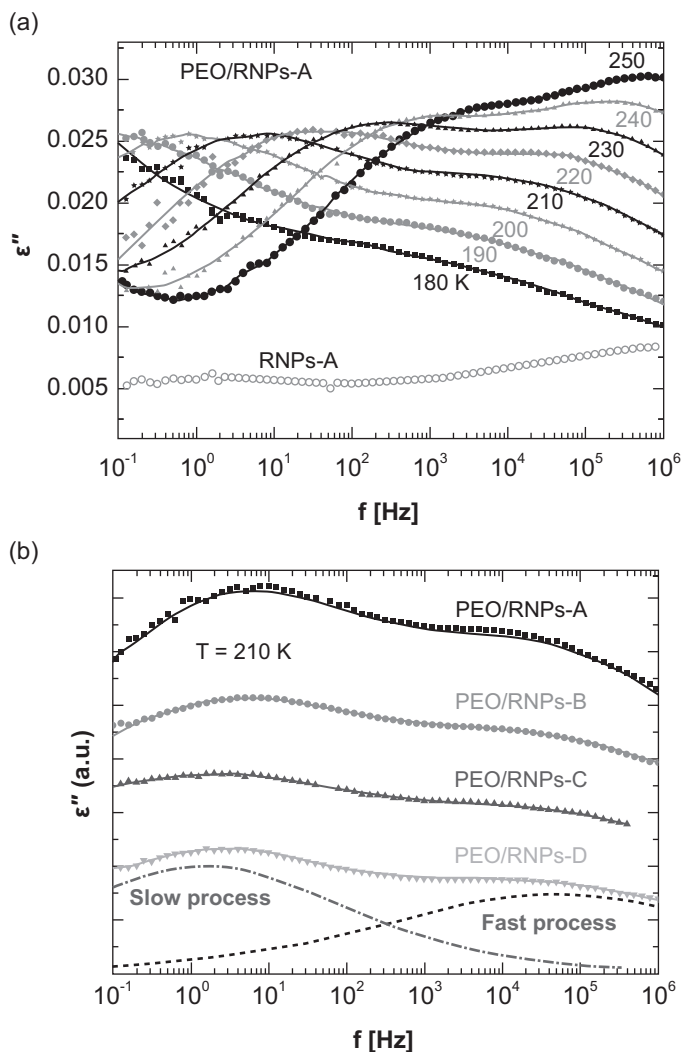 (a)
0.030
0.025
0.020
0.015
0.010
0.005
ε″
PEO/RNPs-A
250
240
230
220
210
200
190
180 K
RNPs-A
10⁻¹ 10⁰ 10¹ 10² 10³ 10⁴ 10⁵ 10⁶
f [Hz]
(b)
ε″ (a.u.)
PEO/RNPs-A
T = 210 K
PEO/RNPs-B
PEO/RNPs-C
PEO/RNPs-D
Slow process
Fast process
10⁻¹ 10⁰ 10¹ 10² 10³ 10⁴ 10⁵ 10⁶
f [Hz]